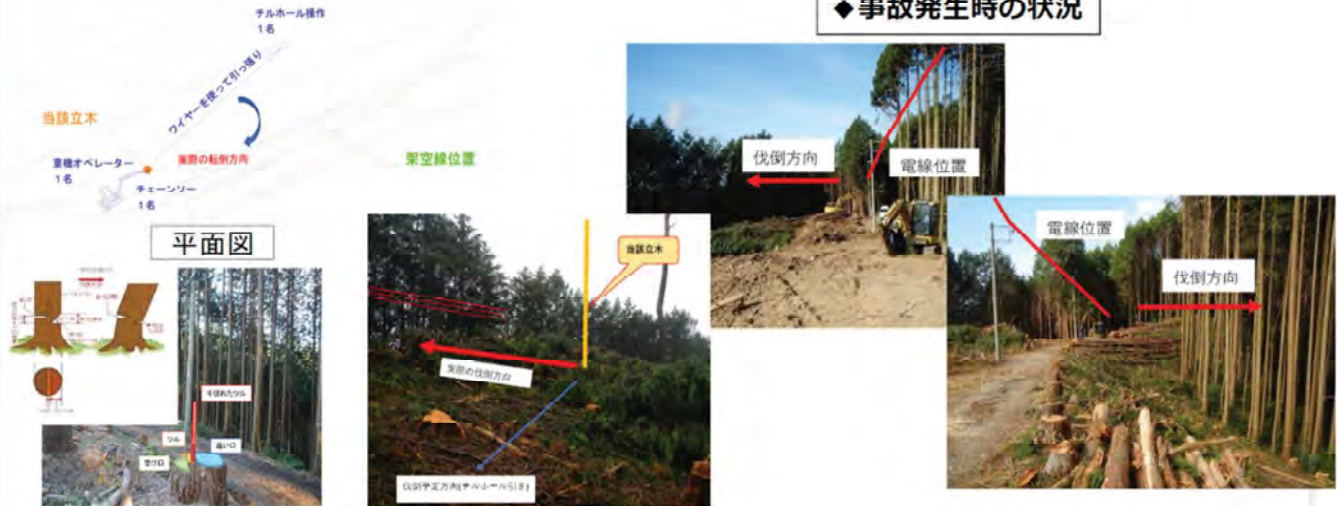 ◆事故発生時の状況
チルホール操作
1名
ワイヤーを使って引っ張り
当該立木
重機オペレーター
1名
実際の転倒方向
チェーンソー
1名
架空線位置
平面図
伐倒方向
電線位置
当該立木
実際の伐倒方向
伐倒予定方向(チルホール引き)
電線位置
伐倒方向
千切れたツル
ツル
追い口
受け口